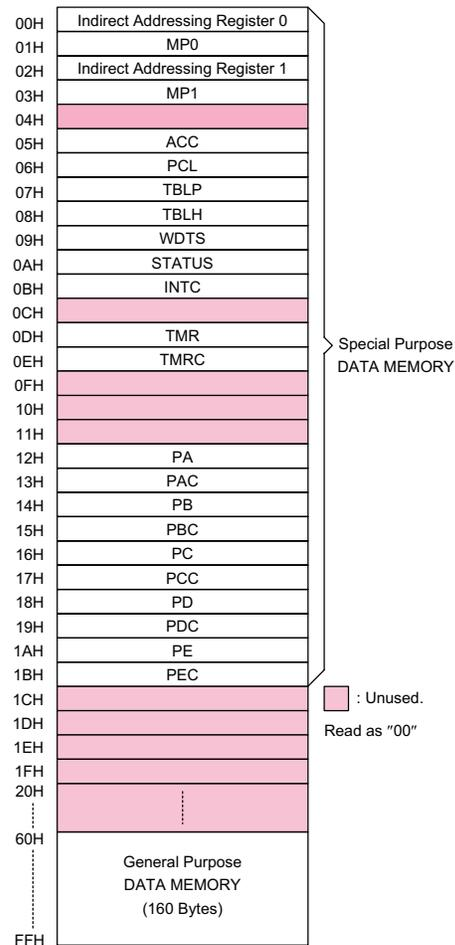 00H Indirect Addressing Register 0
01H MP0
02H Indirect Addressing Register 1
03H MP1
04H
05H ACC
06H PCL
07H TBLP
08H TBLH
09H WDTS
0AH STATUS
0BH INTC
0CH
0DH TMR
0EH TMRC
0FH
10H
11H
12H PA
13H PAC
14H PB
15H PBC
16H PC
17H PCC
18H PD
19H PDC
1AH PE
1BH PEC
1CH
1DH
1EH
1FH
20H
60H
General Purpose
DATA MEMORY
(160 Bytes)
FFH
Special Purpose
DATA MEMORY
: Unused.
Read as "00"